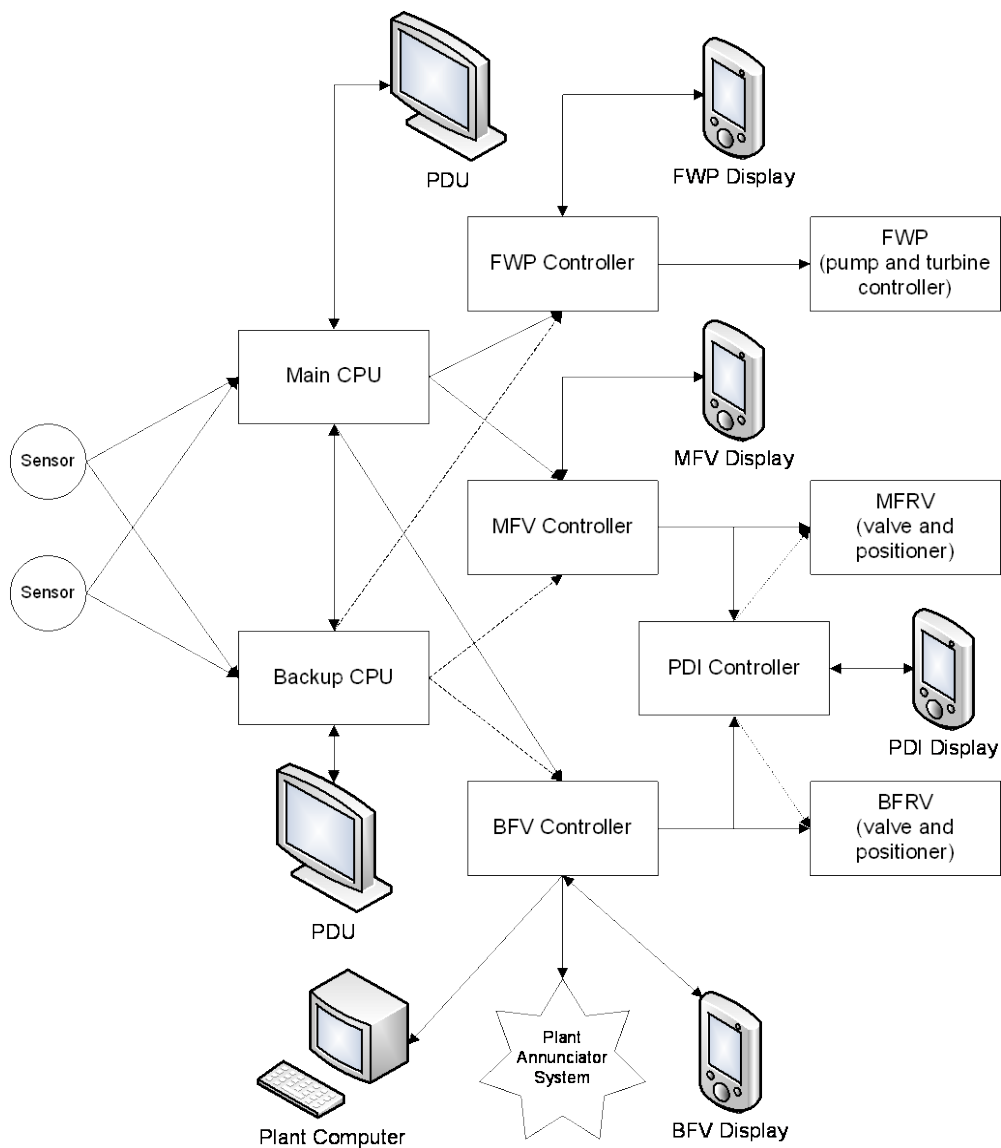 PDU
FWP Display
FWP Controller
FWP
(pump and turbine
controller)
Main CPU
MFV Display
Sensor
MFV Controller
MFRV
(valve and
positioner)
Sensor
Backup CPU
PDI Controller
PDI Display
BFV Controller
BFRV
(valve and
positioner)
PDU
Plant
Annunciator
System
Plant Computer
BFV Display